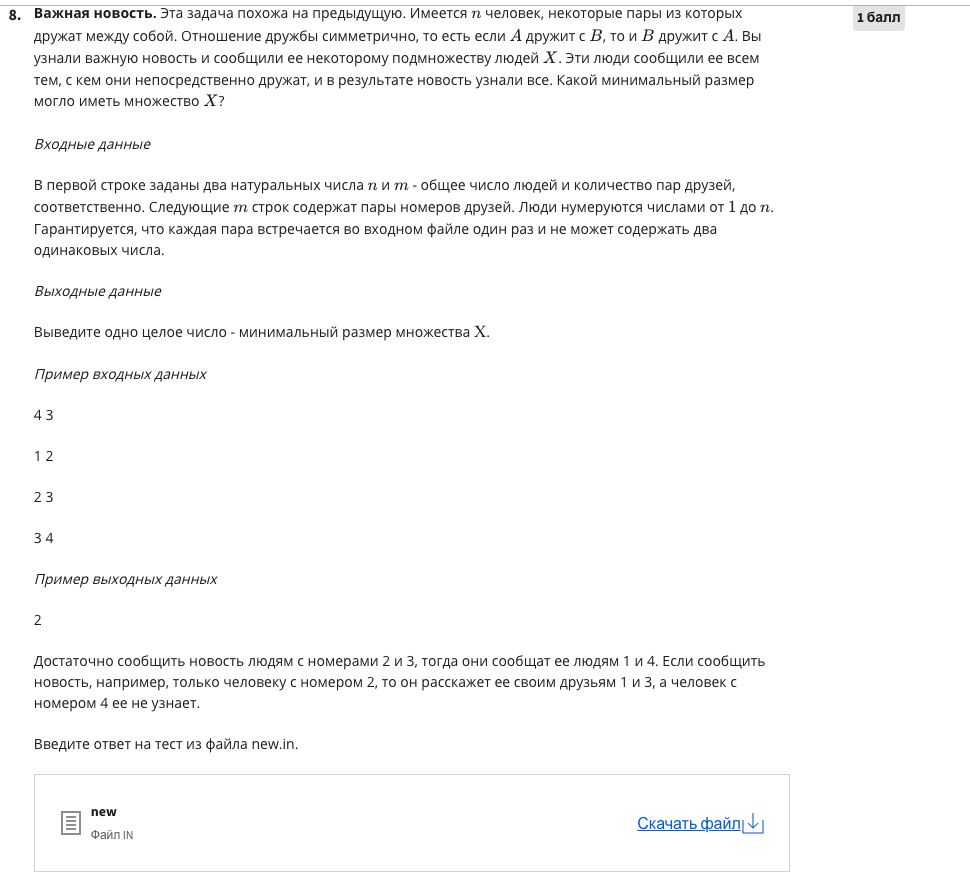 8. Важная новость. Эта задача похожа на предыдущую. Имеется n человек, некоторые пары из которых
1 балл
дружат между собой. Отношение дружбы симметрично, то есть если A дружит с B, то и B дружит с A. Вы
узнали важную новость и сообщили ее некоторому подмножеству людей X. Эти люди сообщили ее всем
тем, с кем они непосредственно дружат, и в результате новость узнали все. Какой минимальный размер
могло иметь множество X?
Входные данные
В первой строке заданы два натуральных числа n и m - общее число людей и количество пар друзей,
соответственно. Следующие m строк содержат пары номеров друзей. Люди нумеруются числами от 1 до n.
Гарантируется, что каждая пара встречается во входном файле один раз и не может содержать два
одинаковых числа.
Выходные данные
Выведите одно целое число - минимальный размер множества X.
Пример входных данных
4 3
1 2
2 3
3 4
Пример выходных данных
2
Достаточно сообщить новость людям с номерами 2 и 3, тогда они сообщат ее людям 1 и 4. Если сообщить
новость, например, только человеку с номером 2, то он расскажет ее своим друзьям 1 и 3, а человек с
номером 4 ее не узнает.
Введите ответ на тест из файла new.in.
new
Файл IN
Скачать файл